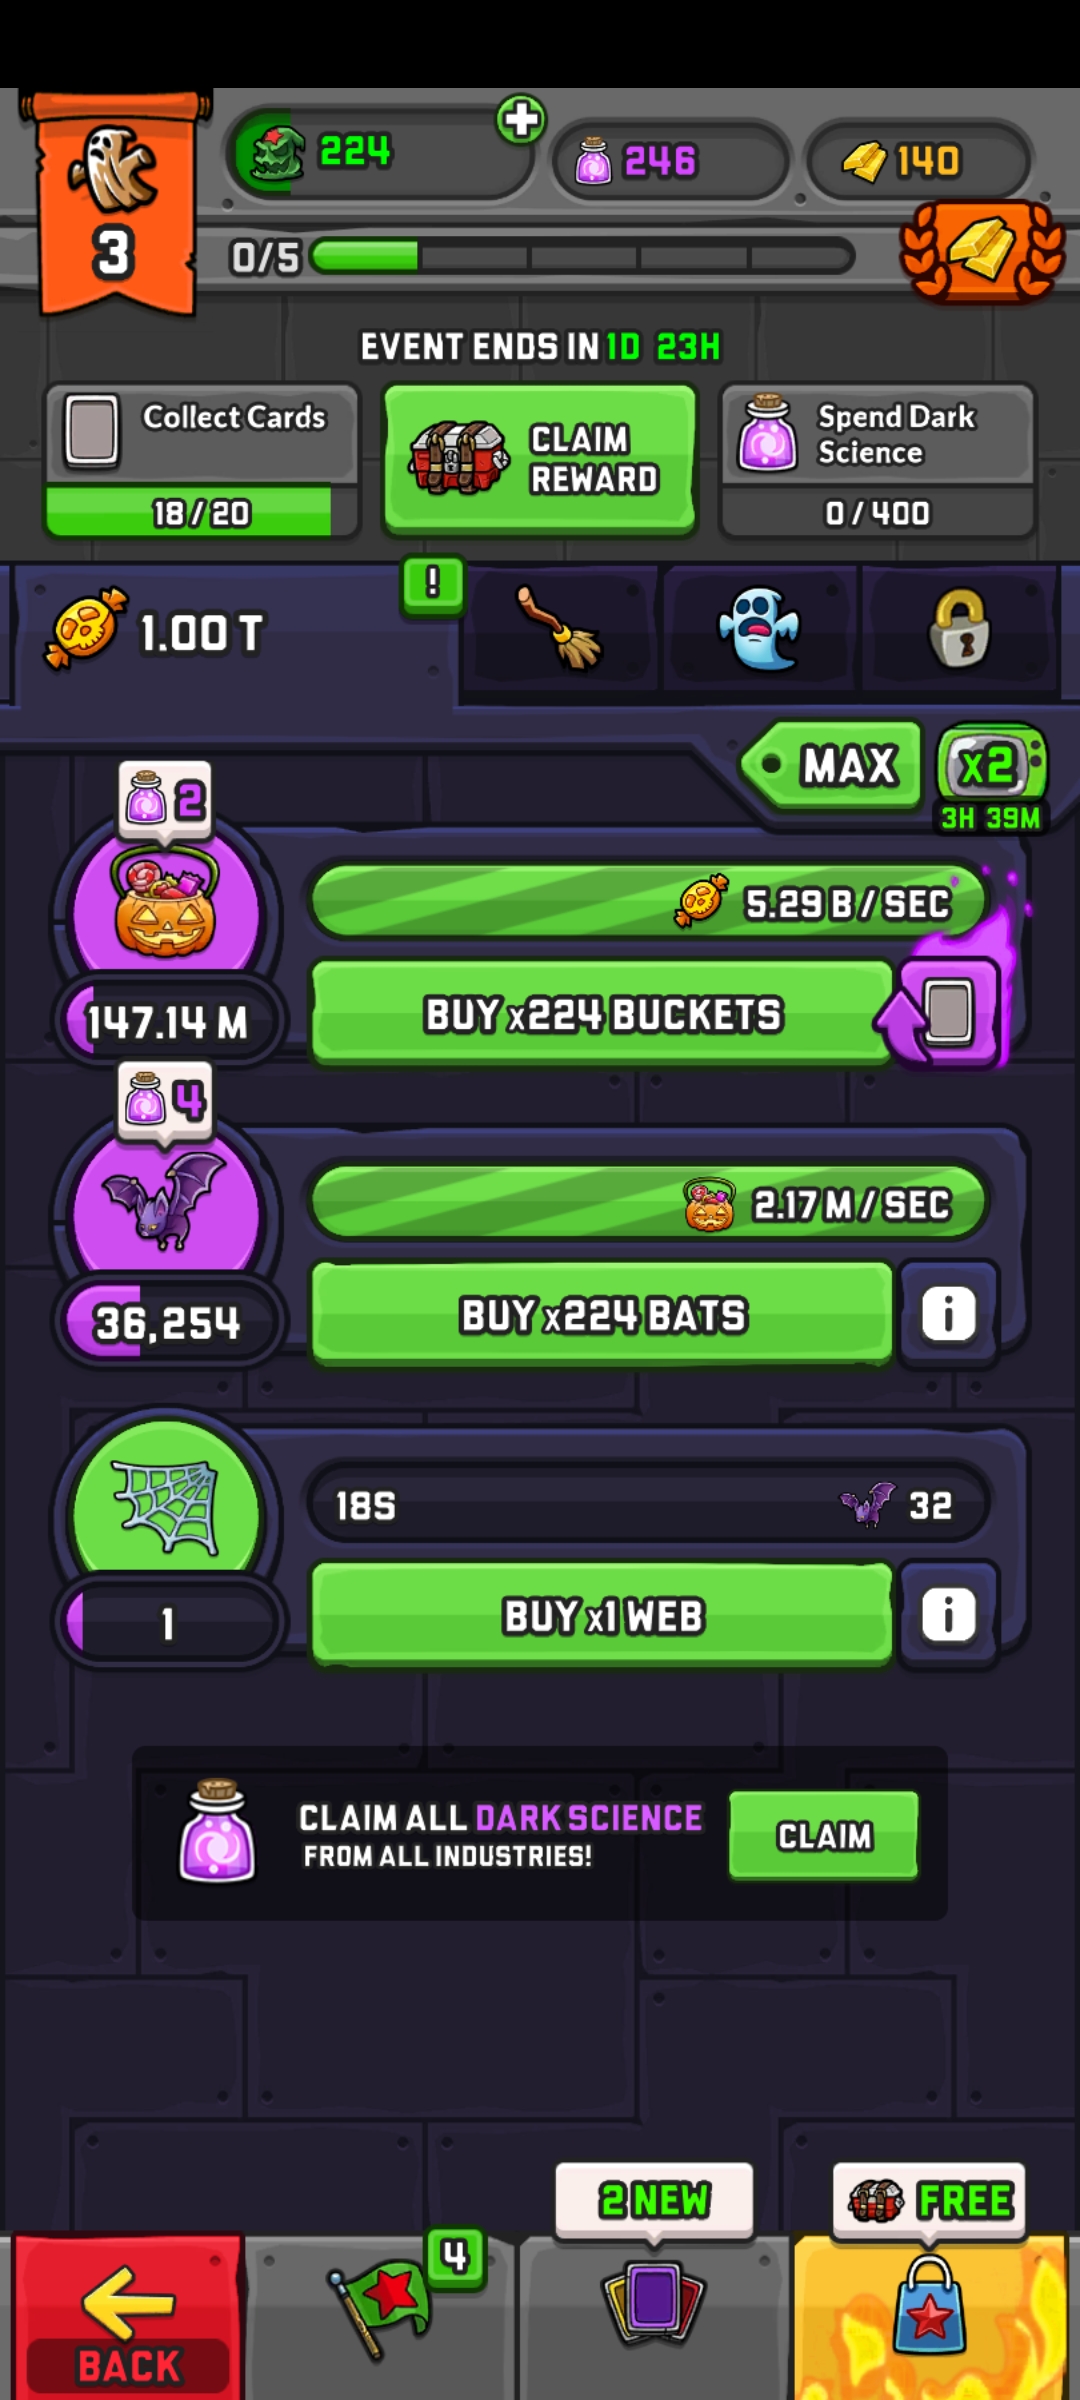 224
246
140
3
0/5
EVENT ENDS IN 1D 23H
Collect Cards
18/20
CLAIM
REWARD
Spend Dark
Science
0/400
1.00 T
!
MAX
x2
3H 39M
2
5.29 B/SEC
147.14 M
BUY x224 BUCKETS
4
2.17 M/SEC
36,254
BUY x224 BATS
i
18S
32
1
BUY x1 WEB
i
CLAIM ALL DARK SCIENCE
FROM ALL INDUSTRIES!
CLAIM
2 NEW
FREE
4
BACK